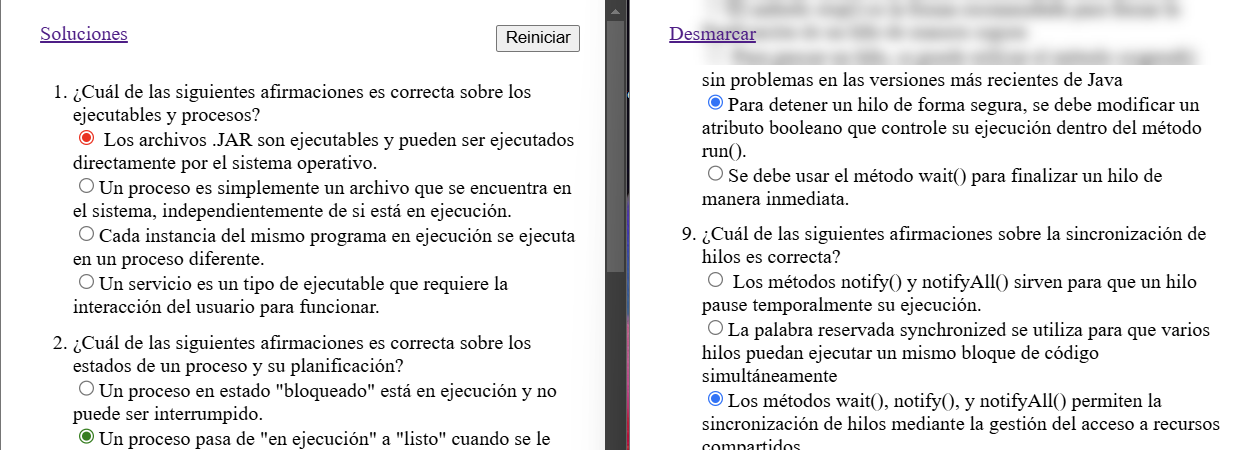 Soluciones
Reiniciar
1. ¿Cuál de las siguientes afirmaciones es correcta sobre los
ejecutables y procesos?
Los archivos .JAR son ejecutables y pueden ser ejecutados
directamente por el sistema operativo.
Un proceso es simplemente un archivo que se encuentra en
el sistema, independientemente de si está en ejecución.
Cada instancia del mismo programa en ejecución se ejecuta
en un proceso diferente.
Un servicio es un tipo de ejecutable que requiere la
interacción del usuario para funcionar.
2. ¿Cuál de las siguientes afirmaciones es correcta sobre los
estados de un proceso y su planificación?
Un proceso en estado "bloqueado" está en ejecución y no
puede ser interrumpido.
Un proceso pasa de "en ejecución" a "listo" cuando se le
Desmarcar
sin problemas en las versiones más recientes de Java
Para detener un hilo de forma segura, se debe modificar un
atributo booleano que controle su ejecución dentro del método
run().
Se debe usar el método wait() para finalizar un hilo de
manera inmediata.
9. ¿Cuál de las siguientes afirmaciones sobre la sincronización de
hilos es correcta?
Los métodos notify() y notifyAll() sirven para que un hilo
pause temporalmente su ejecución.
La palabra reservada synchronized se utiliza para que varios
hilos puedan ejecutar un mismo bloque de código
simultáneamente
Los métodos wait(), notify(), y notifyAll() permiten la
sincronización de hilos mediante la gestión del acceso a recursos
compartidos